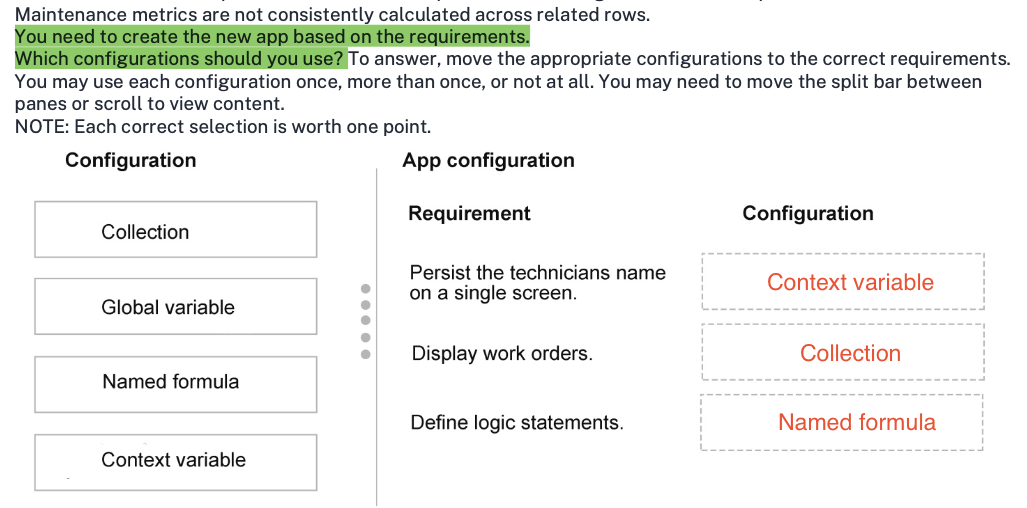 Maintenance metrics are not consistently calculated across related rows.
You need to create the new app based on the requirements.
Which configurations should you use? To answer, move the appropriate configurations to the correct requirements.
You may use each configuration once, more than once, or not at all. You may need to move the split bar between
panes or scroll to view content.
NOTE: Each correct selection is worth one point.
Configuration
App configuration
Requirement
Configuration
Collection
Global variable
Named formula
Context variable
Persist the technicians name
on a single screen.
Context variable
Display work orders.
Collection
Define logic statements.
Named formula